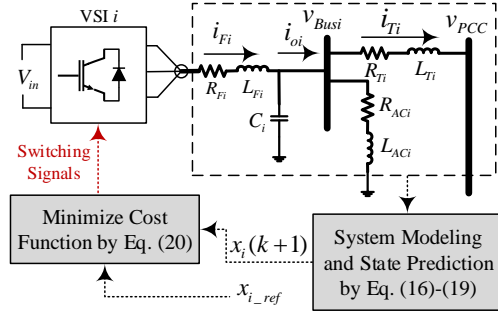 VSI i
V_in
i_Fi
i_oi
v_Busi
i_Ti
v_PCC
R_Fi
L_Fi
C_i
R_Ti
L_Ti
R_ACi
L_ACi
Switching
Signals
Minimize Cost
Function by Eq. (20)
x_i(k+1)
x_i_ref
System Modeling
and State Prediction
by Eq. (16)-(19)